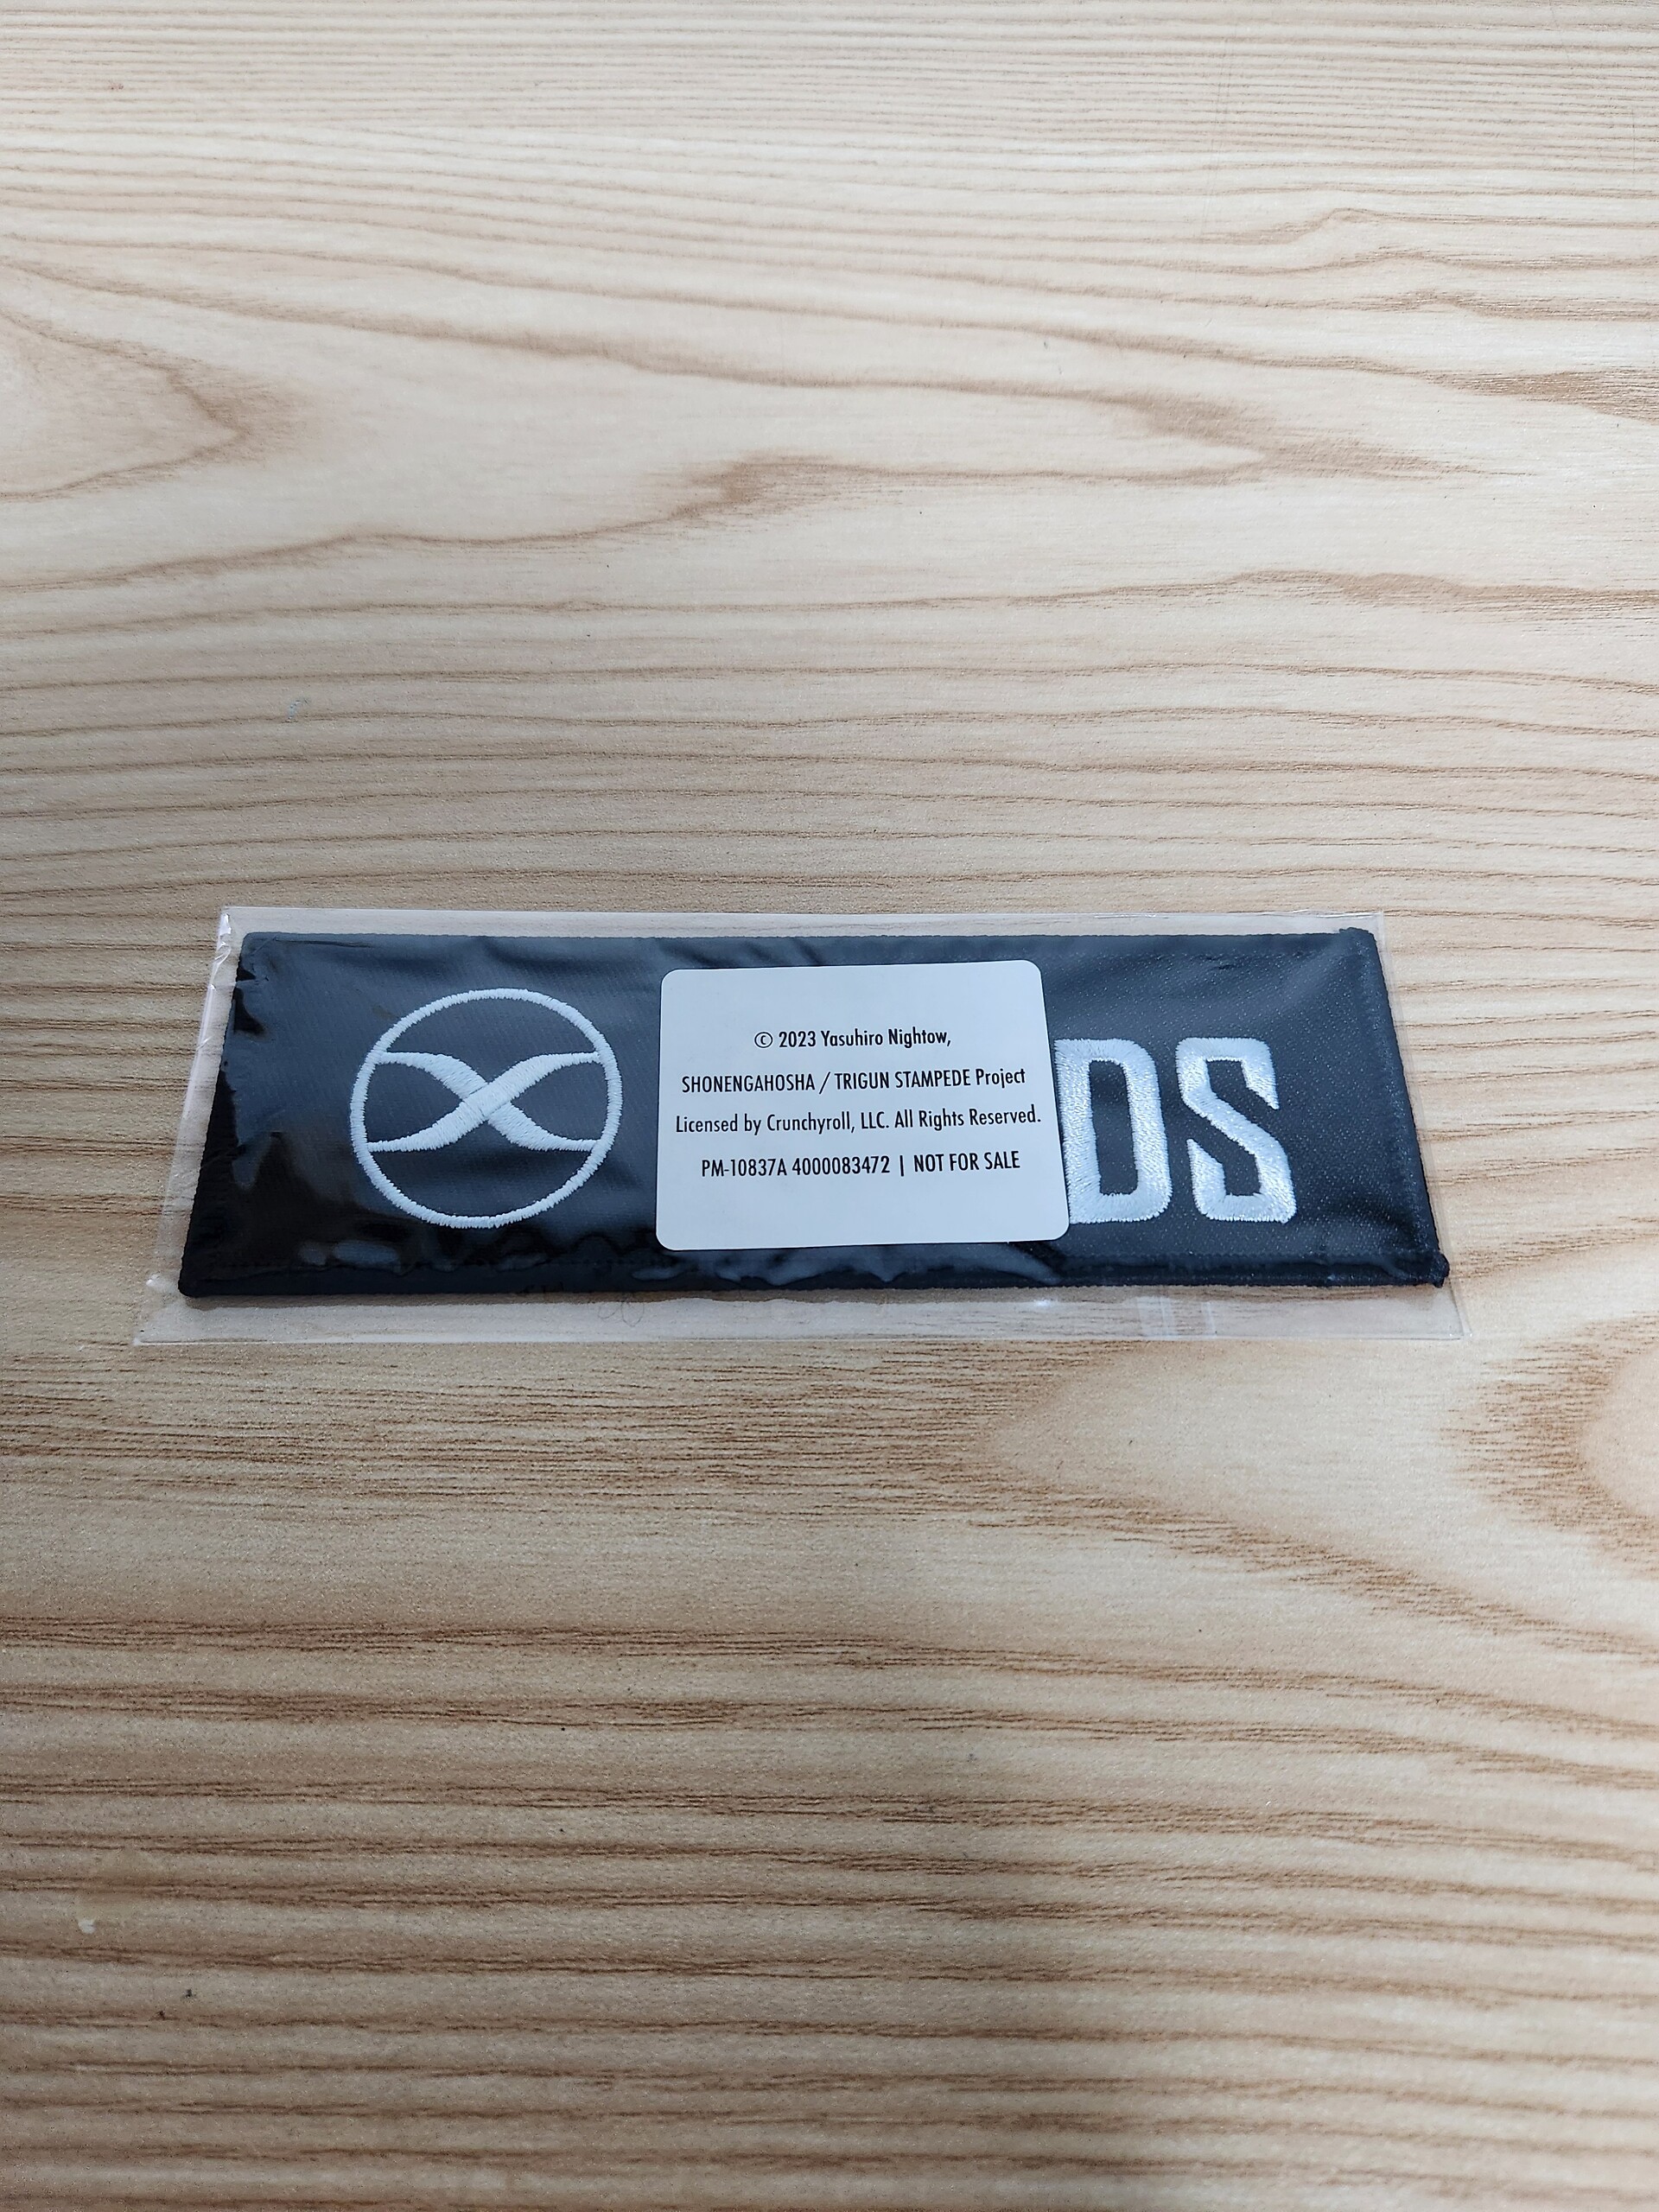 © 2023 Yasuhiro Nightow,
SHONENGAHOSHA / TRIGUN STAMPEDE Project
Licensed by Crunchyroll, LLC. All Rights Reserved.
PM-10837A 4000083472 | NOT FOR SALE
DS